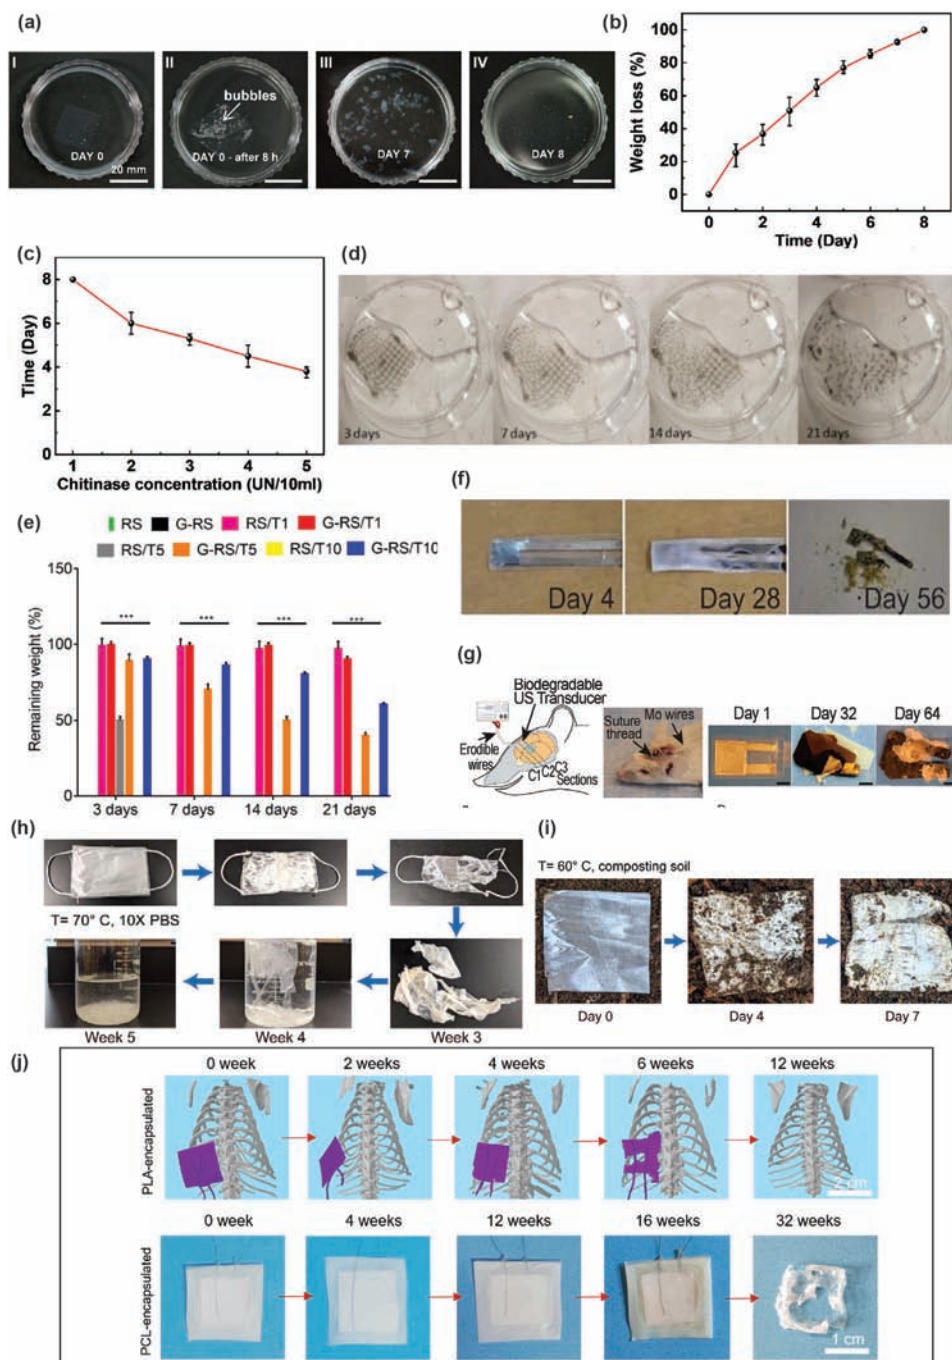 (a)
I
DAY 0
20 mm
II
bubbles
DAY 0 - after 8 h
III
DAY 7
IV
DAY 8
(b)
Weight loss (%)
100
80
60
40
20
0
0 2 4 6 8
Time (Day)
(c)
Time (Day)
8
6
4
2
0
1 2 3 4 5
Chitinase concentration (UN/10ml)
(d)
3 days
7 days
14 days
21 days
(e)
RS G-RS RS/T1 G-RS/T1
RS/T5 G-RS/T5 RS/T10 G-RS/T10
Remaining weight (%)
150
100
50
0
*** *** *** ***
3 days 7 days 14 days 21 days
(f)
Day 4
Day 28
Day 56
(g)
Biodegradable
US Transducer
Erodible
wires
C1 C2 C3
Sections
Suture
thread
Mo wires
Day 1
Day 32
Day 64
(h)
T= 70° C, 10X PBS
Week 5
Week 4
Week 3
(i)
T= 60° C, composting soil
Day 0
Day 4
Day 7
(j)
PLA-encapsulated
0 week
2 weeks
4 weeks
6 weeks
12 weeks
2 cm
PCL-encapsulated
0 week
4 weeks
12 weeks
16 weeks
32 weeks
1 cm